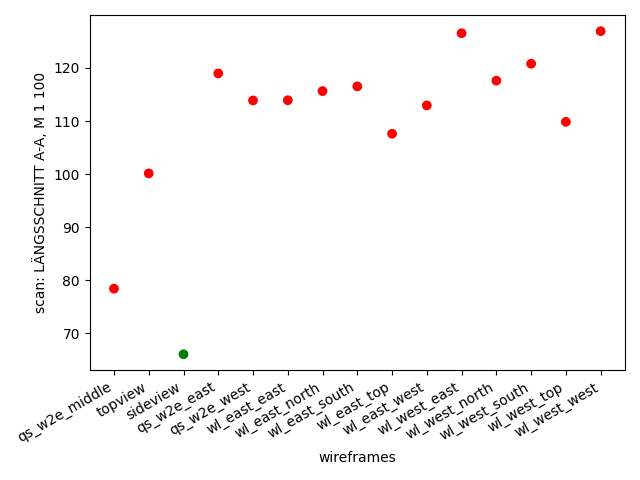 120
110
100
90
80
70
scan: LÄNGSSCHNITT A-A, M 1 100
qs_w2e_middle
topview
sideview
qs_w2e_east
qs_w2e_west
wl_east_east
wl_east_north
wl_east_south
wl_east_top
wl_east_west
wl_west_east
wl_west_north
wl_west_south
wl_west_top
wl_west_west
wireframes